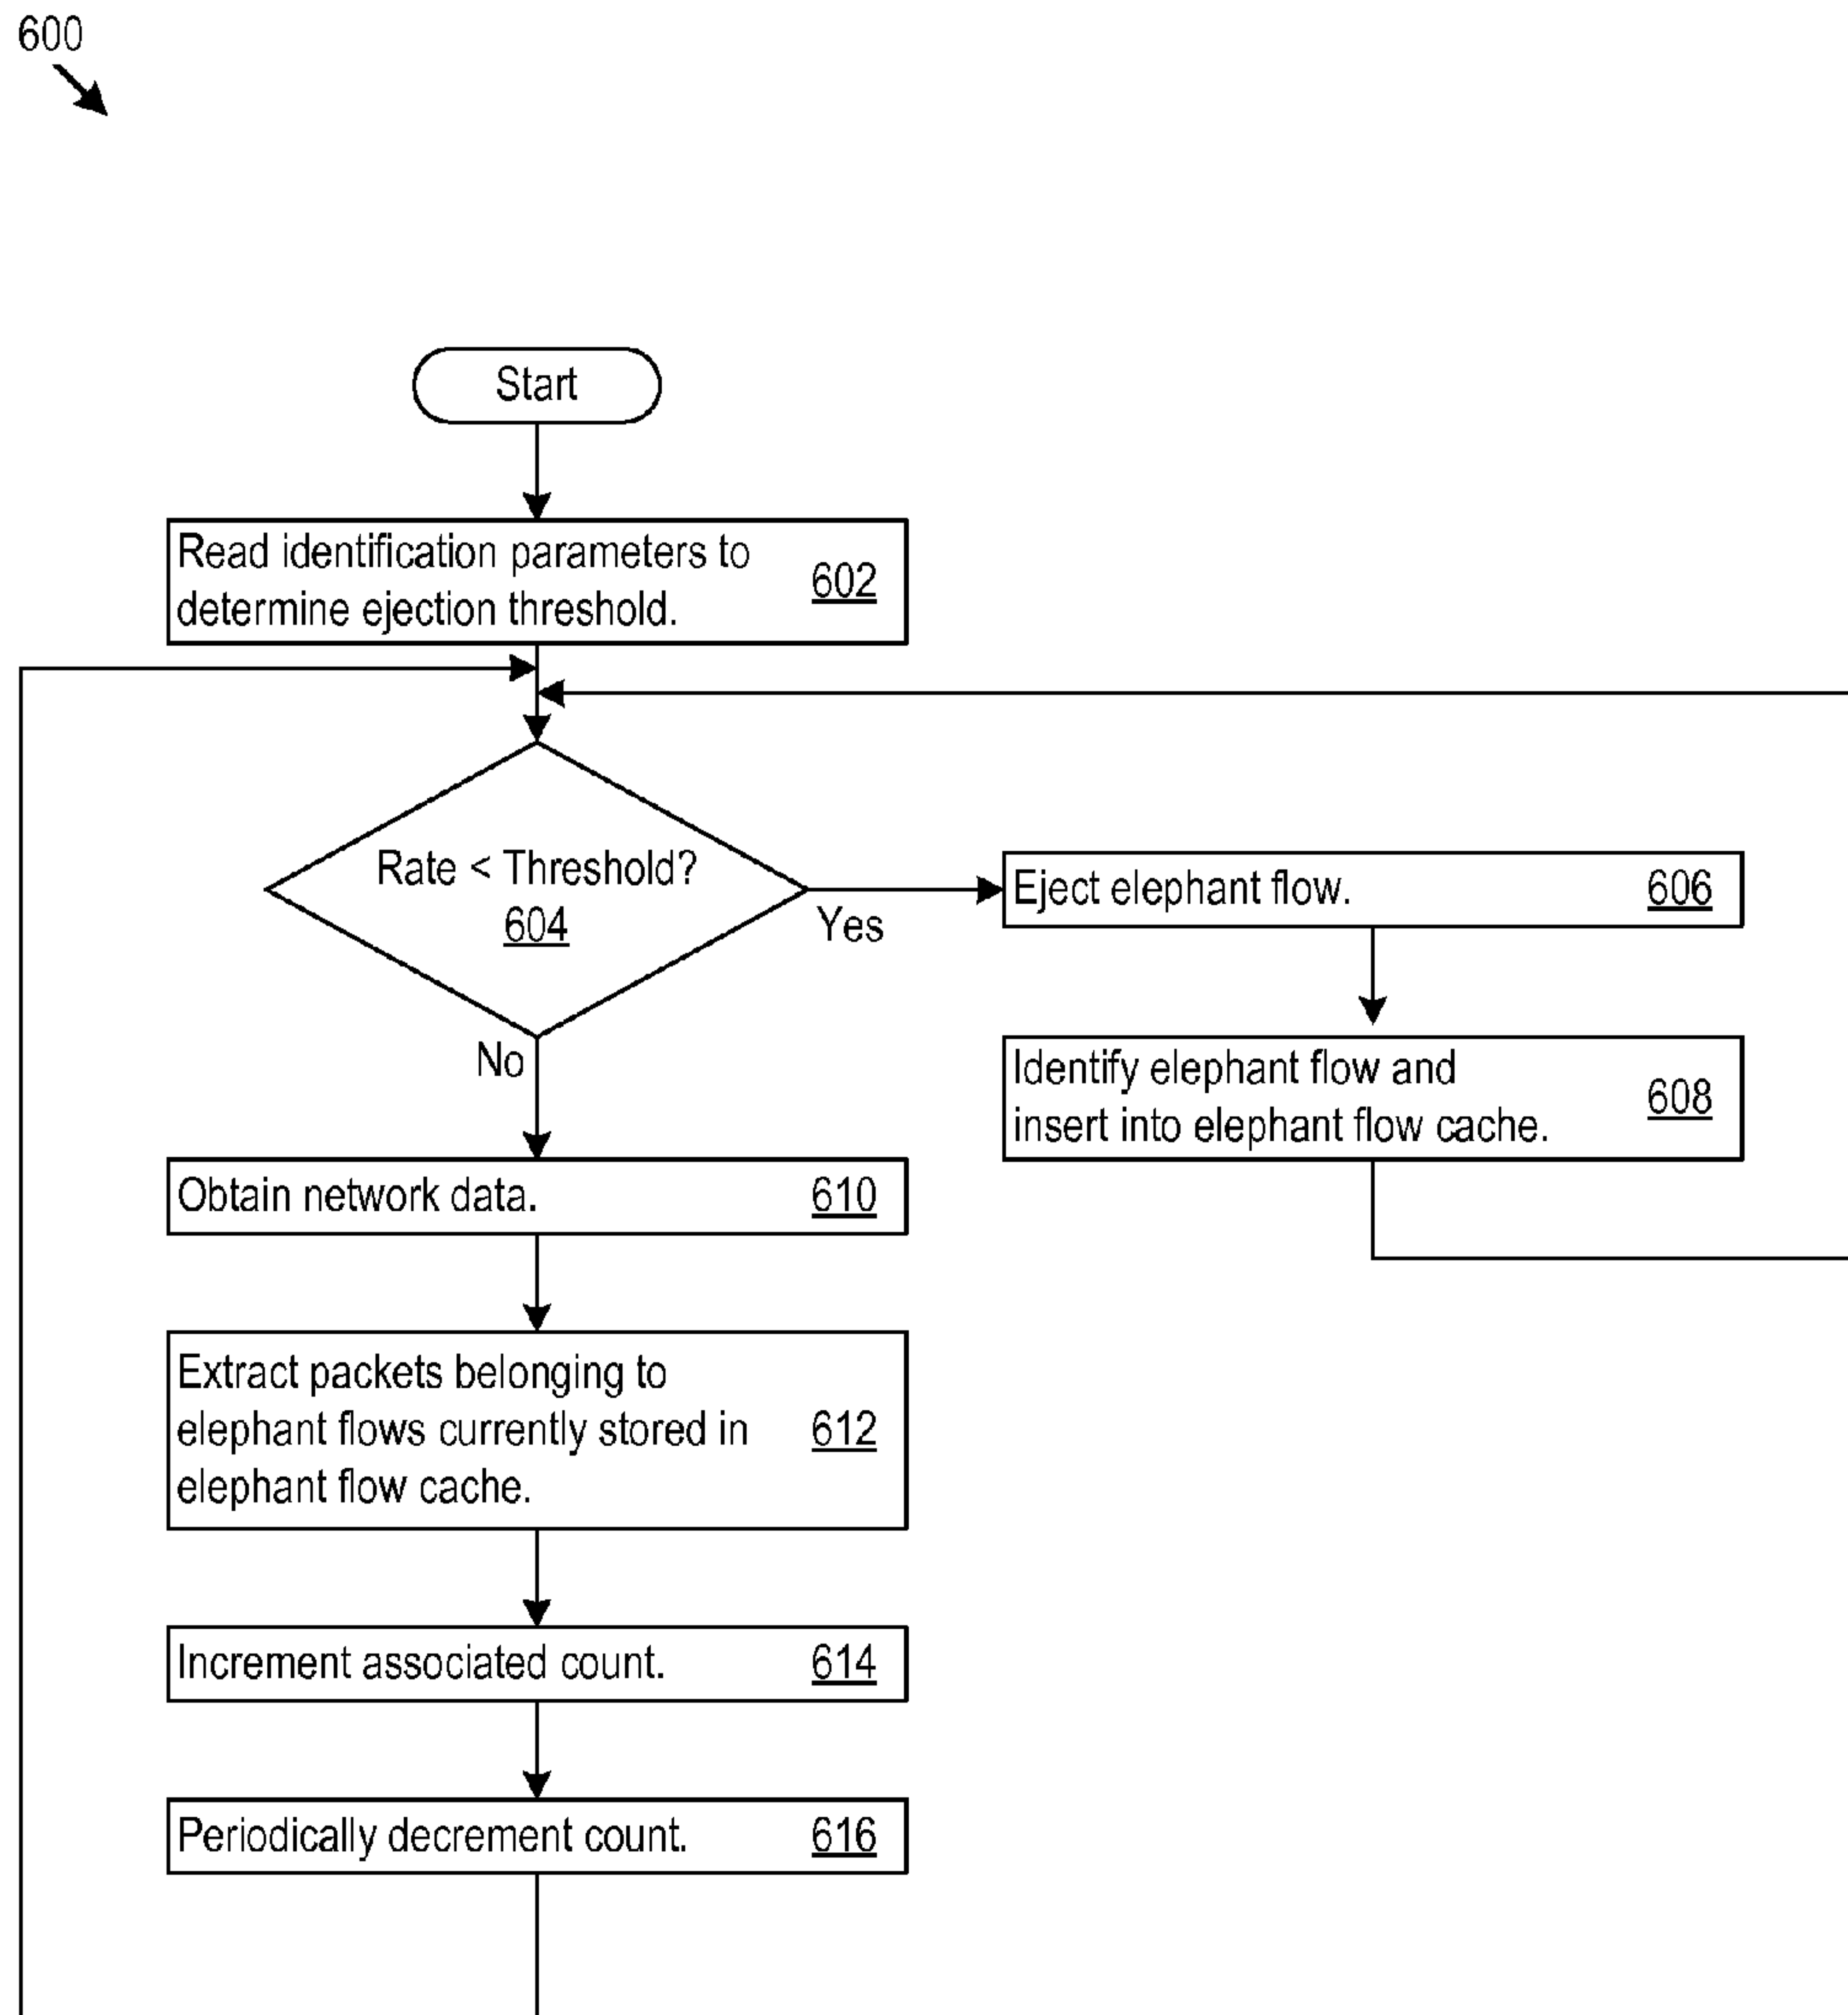 600
Start
Read identification parameters to
determine ejection threshold.
602
Rate < Threshold?
604
Yes
No
Eject elephant flow.
606
Identify elephant flow and
insert into elephant flow cache.
608
Obtain network data.
610
Extract packets belonging to
elephant flows currently stored in
elephant flow cache.
612
Increment associated count.
614
Periodically decrement count.
616